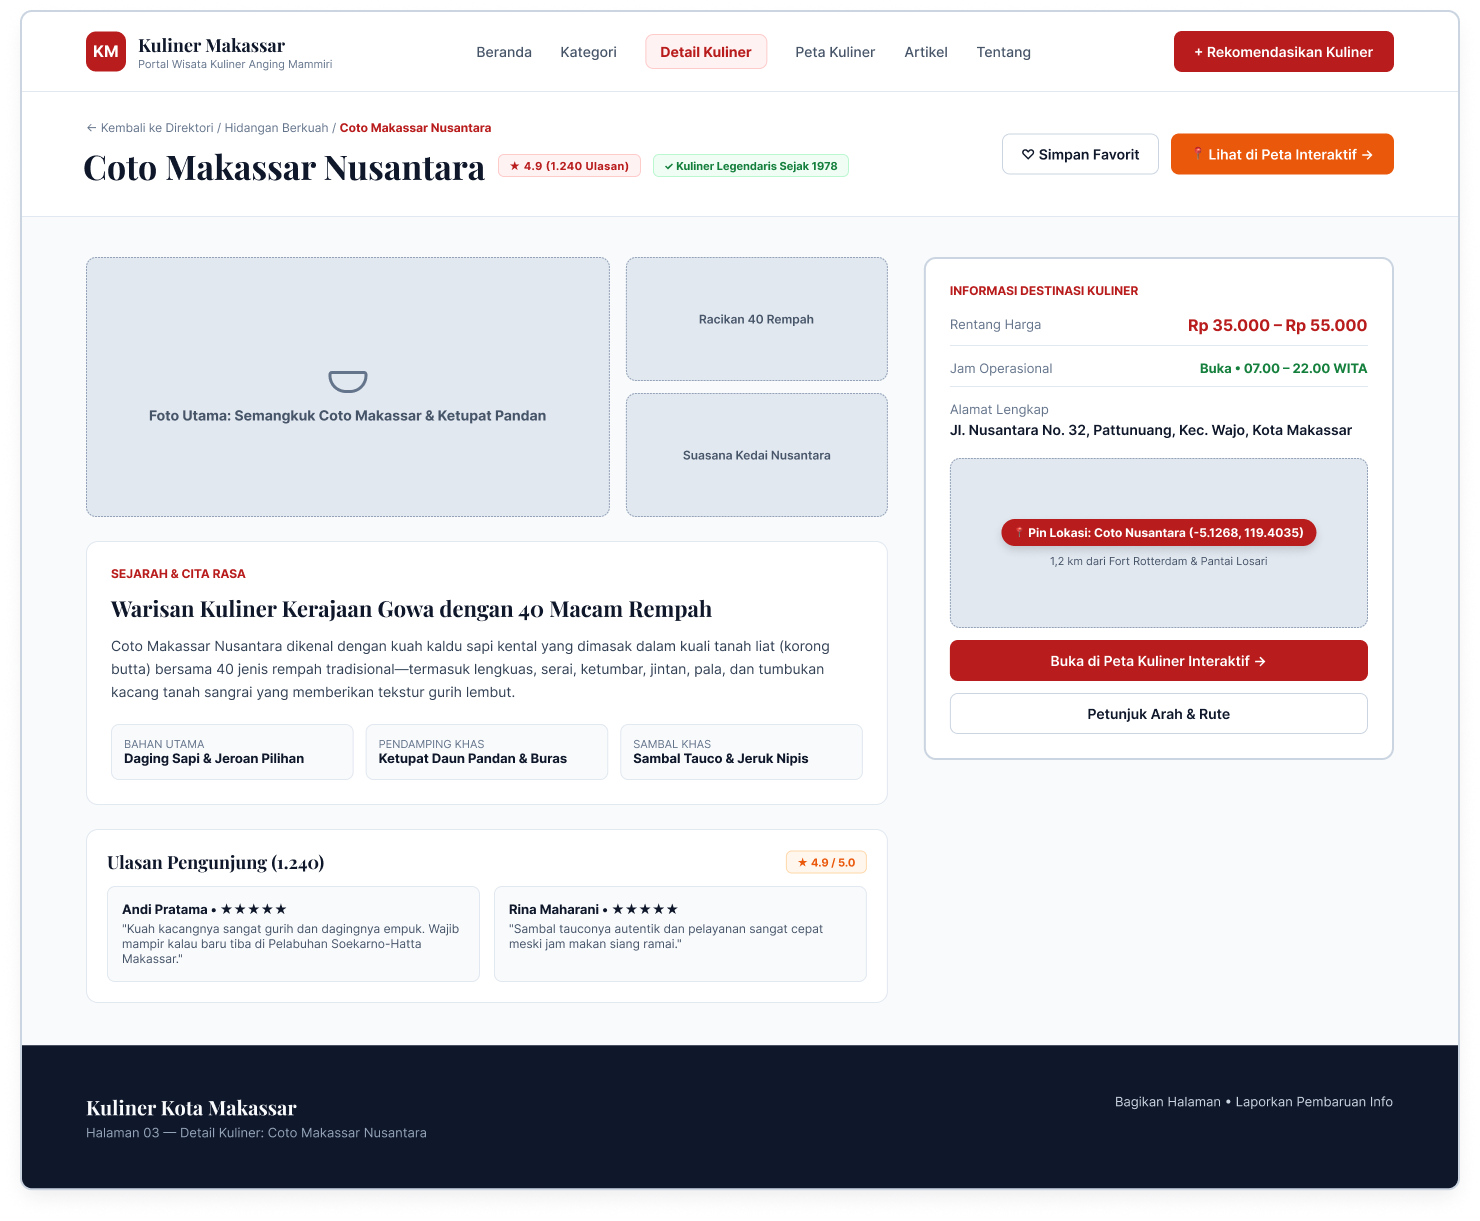 KM
Kuliner Makassar
Portal Wisata Kuliner Anging Mammiri
Beranda
Kategori
Detail Kuliner
Peta Kuliner
Artikel
Tentang
+ Rekomendasikan Kuliner
← Kembali ke Direktori / Hidangan Berkuah / Coto Makassar Nusantara
Coto Makassar Nusantara
★ 4.9 (1.240 Ulasan)
✓ Kuliner Legendaris Sejak 1978
♡ Simpan Favorit
📍 Lihat di Peta Interaktif →
Foto Utama: Semangkuk Coto Makassar & Ketupat Pandan
Racikan 40 Rempah
Suasana Kedai Nusantara
SEJARAH & CITA RASA
Warisan Kuliner Kerajaan Gowa dengan 40 Macam Rempah
Coto Makassar Nusantara dikenal dengan kuah kaldu sapi kental yang dimasak dalam kuali tanah liat (korong
butta) bersama 40 jenis rempah tradisional—termasuk lengkuas, serai, ketumbar, jintan, pala, dan tumbukan
kacang tanah sangrai yang memberikan tekstur gurih lembut.
BAHAN UTAMA
Daging Sapi & Jeroan Pilihan
PENDAMPING KHAS
Ketupat Daun Pandan & Buras
SAMBAL KHAS
Sambal Tauco & Jeruk Nipis
Ulasan Pengunjung (1.240)
★ 4.9 / 5.0
Andi Pratama • ★★★★★
"Kuah kacangnya sangat gurih dan dagingnya empuk. Wajib
mampir kalau baru tiba di Pelabuhan Soekarno-Hatta
Makassar."
Rina Maharani • ★★★★★
"Sambal tauconya autentik dan pelayanan sangat cepat
meski jam makan siang ramai."
INFORMASI DESTINASI KULINER
Rentang Harga
Rp 35.000 – Rp 55.000
Jam Operasional
Buka • 07.00 – 22.00 WITA
Alamat Lengkap
Jl. Nusantara No. 32, Pattunuang, Kec. Wajo, Kota Makassar
📍 Pin Lokasi: Coto Nusantara (-5.1268, 119.4035)
1,2 km dari Fort Rotterdam & Pantai Losari
Buka di Peta Kuliner Interaktif →
Petunjuk Arah & Rute
Kuliner Kota Makassar
Halaman 03 — Detail Kuliner: Coto Makassar Nusantara
Bagikan Halaman • Laporkan Pembaruan Info